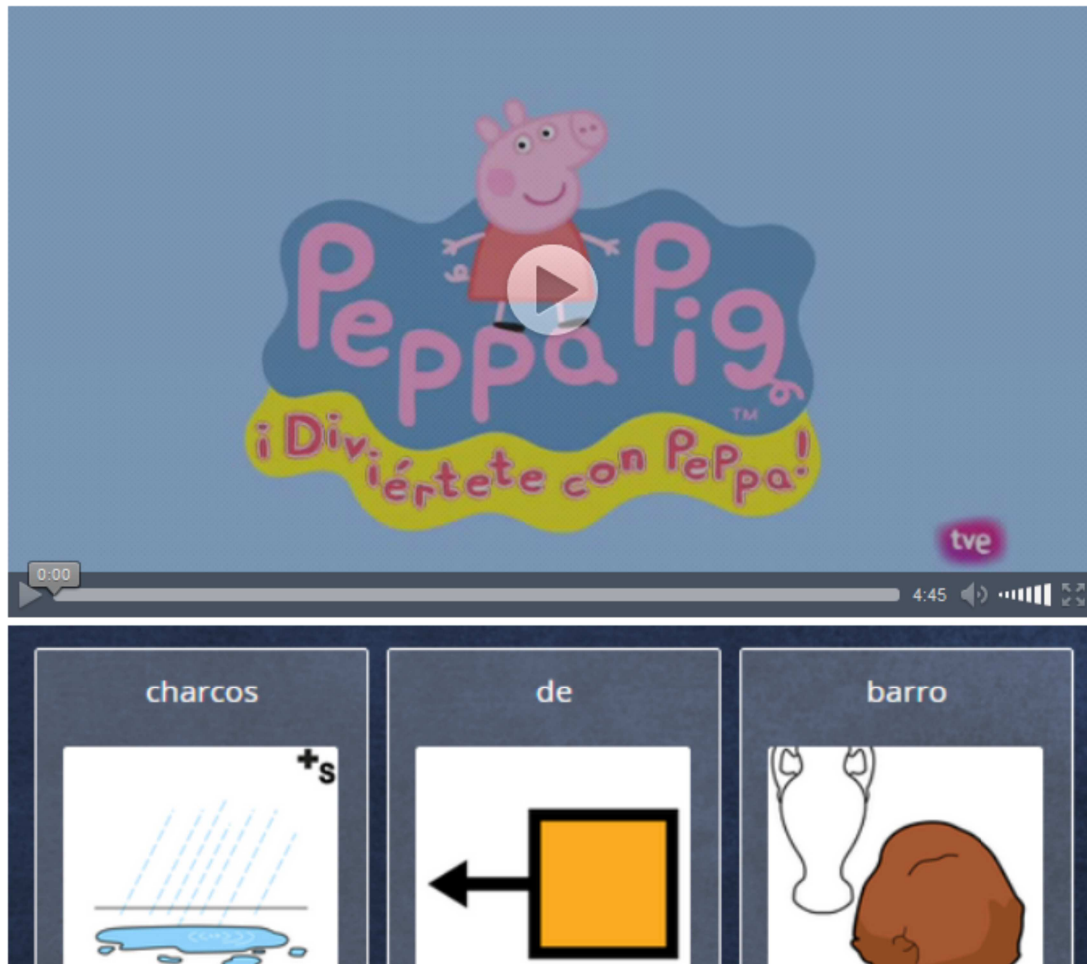 Peppa Pig
TM
¡Diviértete con Peppa!
tve
0:00
4:45
charcos
de
barro
+s